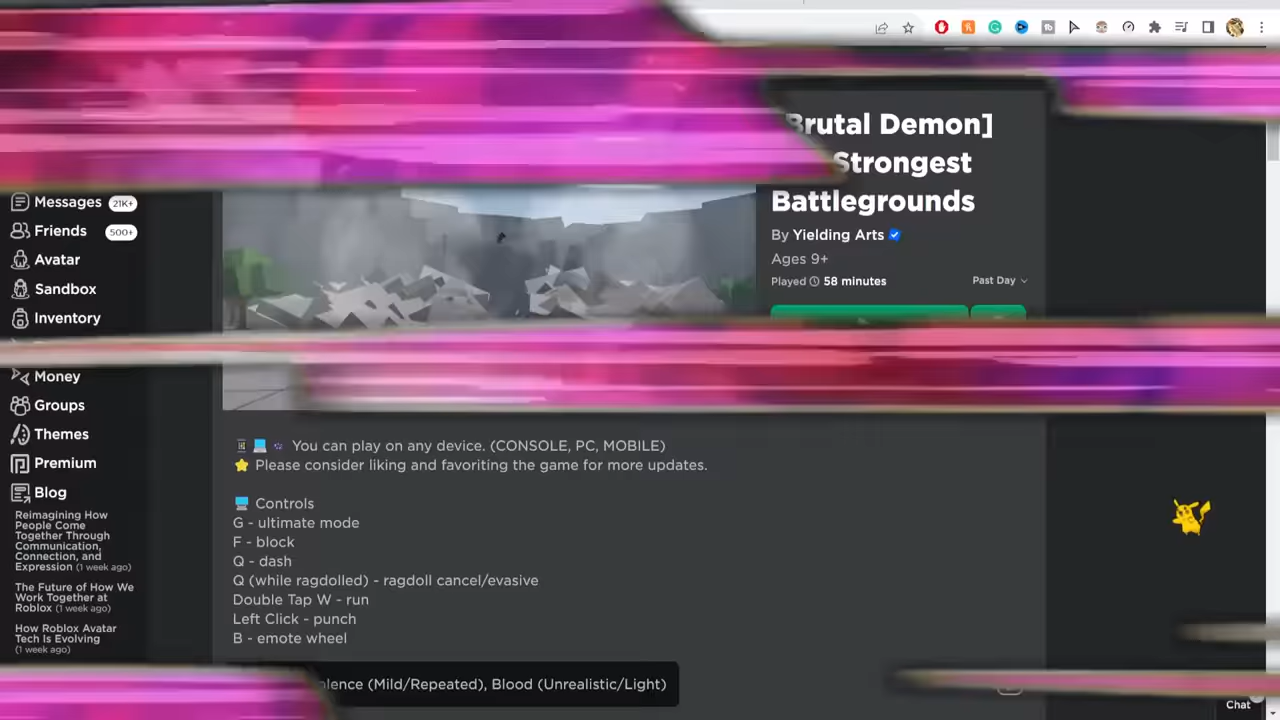 Brutal Demon]
Strongest
Battlegrounds
By Yielding Arts
Ages 9+
Played 58 minutes
Past Day
Messages 21K+
Friends 500+
Avatar
Sandbox
Inventory
Money
Groups
Themes
Premium
Blog
Reimagining How
People Come
Together Through
Communication,
Connection, and
Expression (1 week ago)
The Future of How We
Work Together at
Roblox (1 week ago)
How Roblox Avatar
Tech Is Evolving
(1 week ago)
You can play on any device. (CONSOLE, PC, MOBILE)
Please consider liking and favoriting the game for more updates.
Controls
G - ultimate mode
F - block
Q - dash
Q (while ragdolled) - ragdoll cancel/evasive
Double Tap W - run
Left Click - punch
B - emote wheel
(Mild/Repeated), Blood (Unrealistic/Light)
Chat